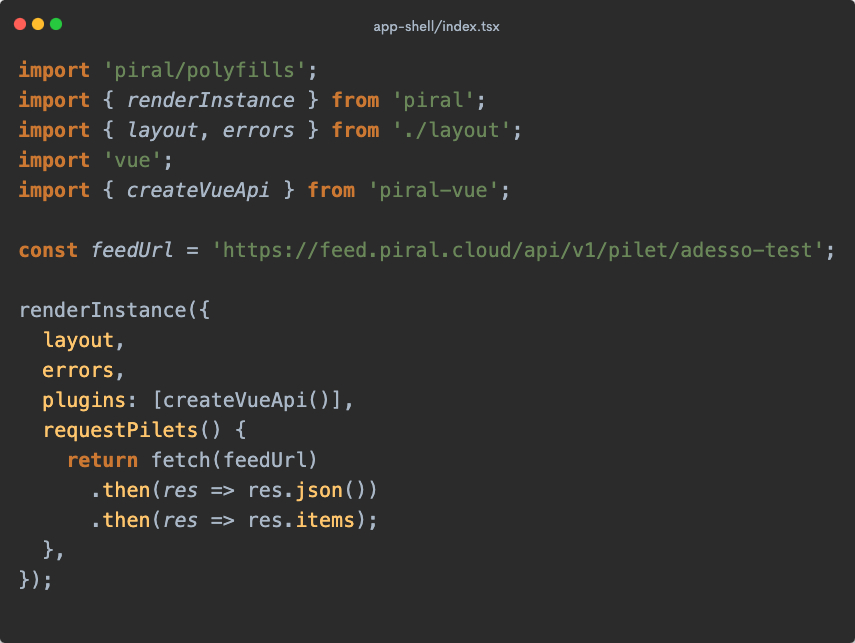 app-shell/index.tsx
import 'piral/polyfills';
import { renderInstance } from 'piral';
import { layout, errors } from './layout';
import 'vue';
import { createVueApi } from 'piral-vue';
const feedUrl = 'https://feed.piral.cloud/api/v1/pilet/adesso-test';
renderInstance({
  layout,
  errors,
  plugins: [createVueApi()],
  requestPilets() {
    return fetch(feedUrl)
      .then(res => res.json())
      .then(res => res.items);
  },
});